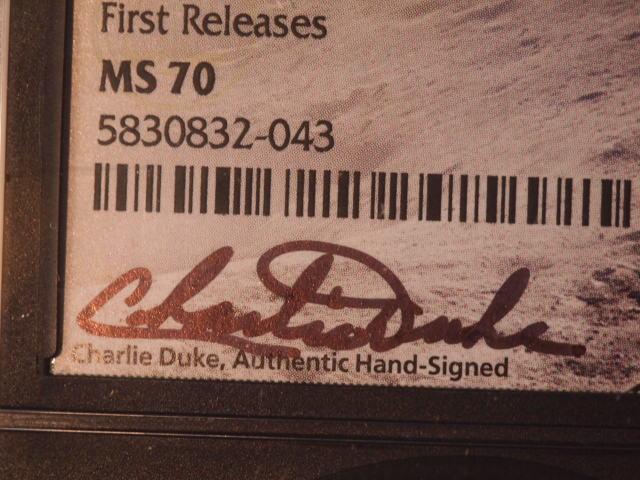 First Releases
MS 70
5830832-043
Charlie Duke
Charlie Duke, Authentic Hand-Signed